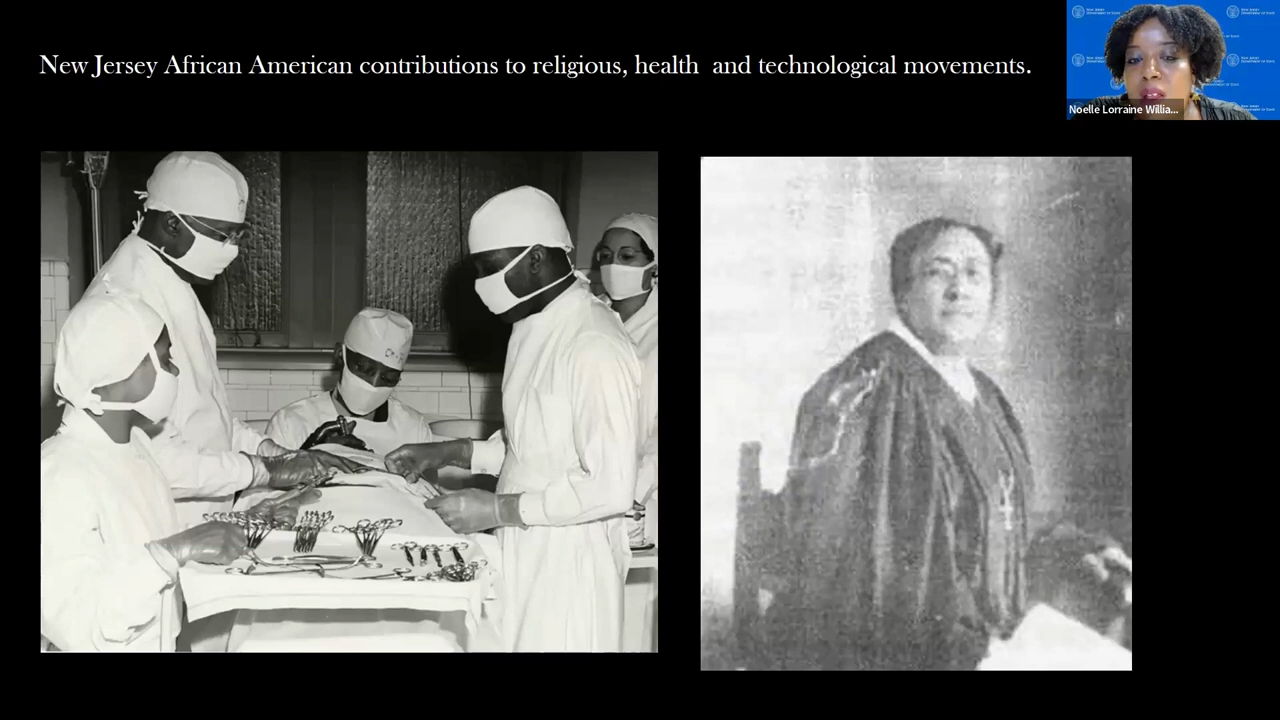 New Jersey African American contributions to religious, health and technological movements.
Noelle Lorraine Willia...